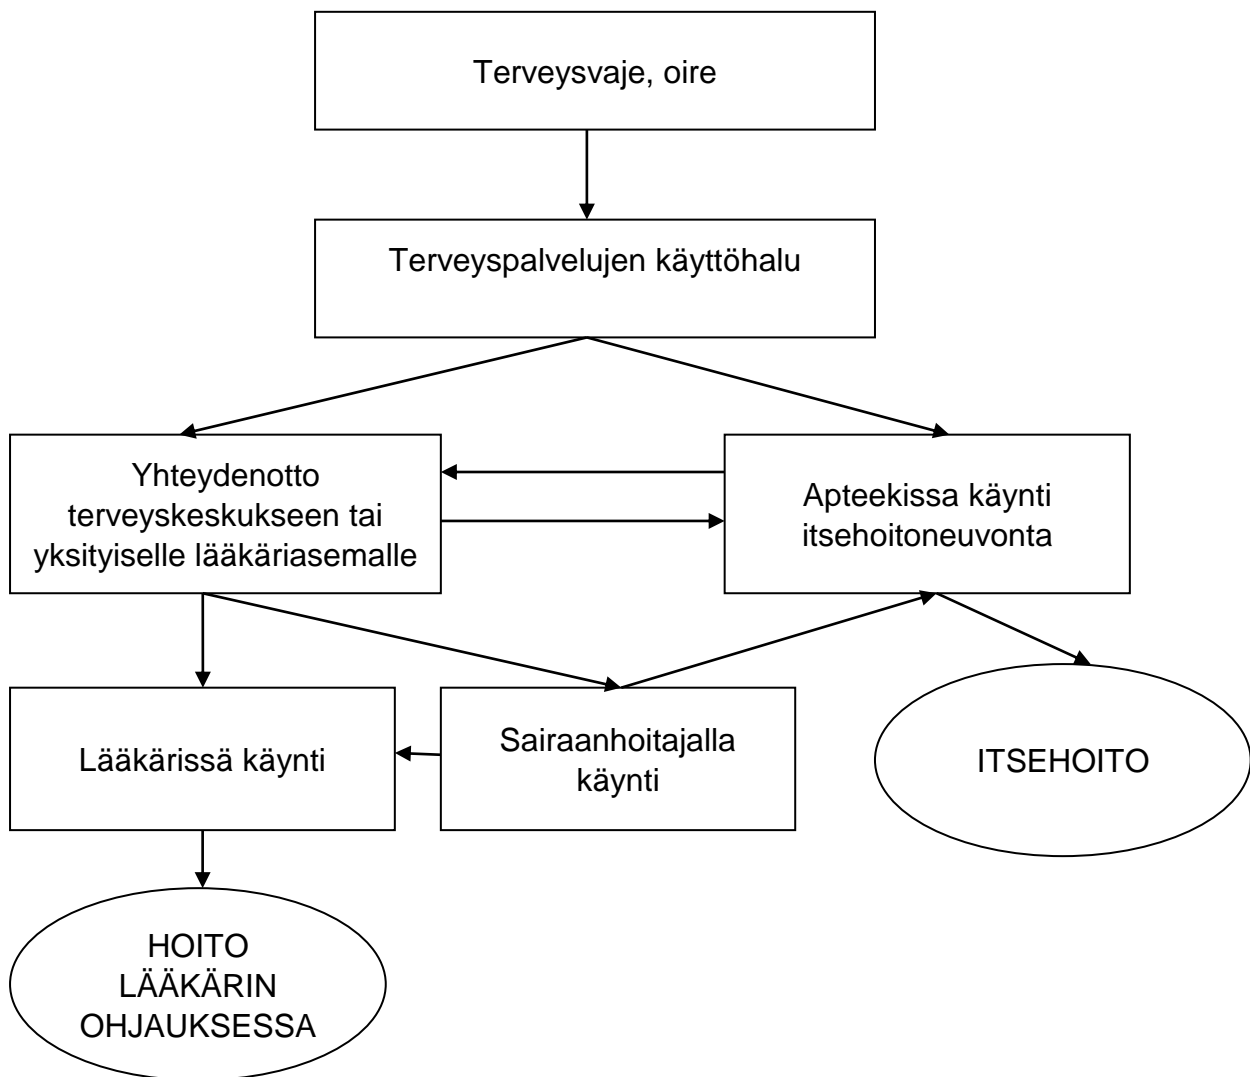 Terveysvaje, oire
Terveyspalvelujen käyttöhalu
Yhteydenotto
terveyskeskukseen tai
yksityiselle lääkäriasemalle
Apteekissa käynti
itsehoitoneuvonta
Lääkärissä käynti
Sairaanhoitajalla
käynti
ITSEHOITO
HOITO
LÄÄKÄRIN
OHJAUKSESSA